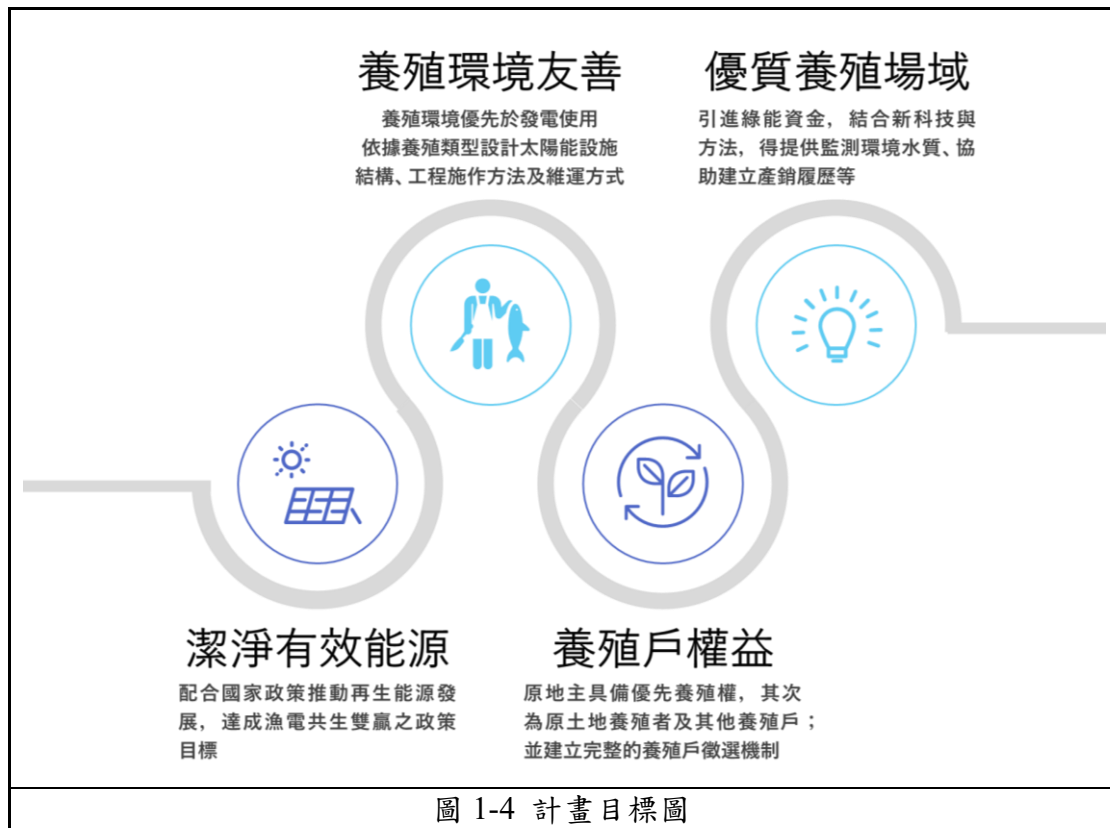 養殖環境友善
養殖環境優先於發電使用
依據養殖類型設計太陽能設施
結構、工程施作方法及維運方式
優質養殖場域
引進綠能資金，結合新科技與
方法，得提供監測環境水質、協
助建立產銷履歷等
潔淨有效能源
配合國家政策推動再生能源發
展，達成漁電共生雙贏之政策
目標
養殖戶權益
原地主具備優先養殖權，其次
為原土地養殖者及其他養殖戶；
並建立完整的養殖戶徵選機制
圖 1-4 計畫目標圖